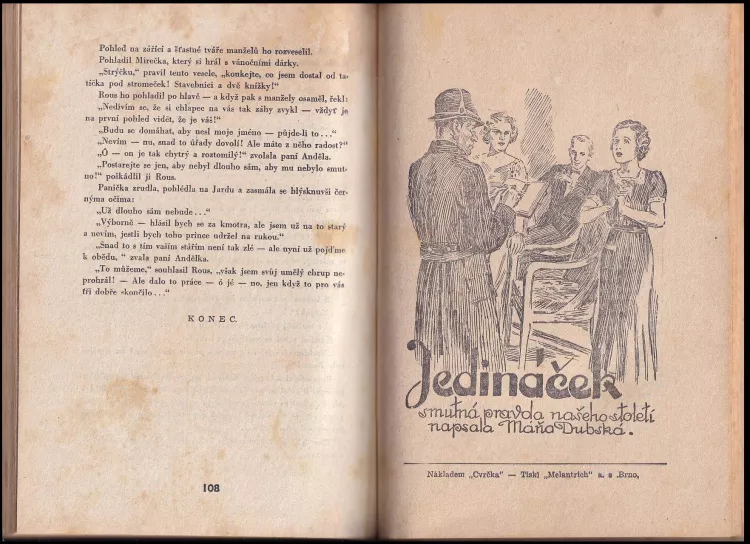 Pohled na zářící a šťastné tváře manželů ho rozveselil.
Pohladil Mirečka, který si hrál s vánočními dárky.
„Strýčku,“ pravil tento vesele, „koukejte, co jsem dostal od ta-
tíčka pod stromeček! Stavebnici a dvě knížky!“
Rous ho pohladil po hlavě — a když pak s manžely osaměl, řekl:
„Nedivím se, že si chlapec na vás tak záhy zvykl — vždyť je
na první pohled vidět, že je váš!“
„Budu se domáhat, aby nesl moje jméno — půjde-li to...“
„Nevím — nu, snad to úřady dovolí! Ale máte z něho radost?“
„Ó — on je tak chytrý a roztomilý!“ zvolala paní Anděla.
„Postarejte se jen, aby nebyl dlouho sám, aby mu nebylo smut-
no!“ poškádlil ji Rous.
Panička zrudla, pohlédla na Jardu a zasmála se blýsknuvši čer-
nýma očima:
„Už dlouho sám nebude...“
„Výborně — hlásil bych se za kmotra, ale jsem už na to starý
a nevím, jestli bych toho prince udržel na rukou.“
„Snad to s tím vaším stářím není tak zlé — ale nyní už pojďme
k obědu,“ zvala paní Andělka.
„To můžeme,“ souhlasil Rous, „však jsem svůj umělý chrup ne-
prohrál! — Ale dalo to práce — ó jé — no, jen když to pro vás
tři dobře skončilo...“
KONEC.
108
Jedináček
smutná pravda našeho století
napsala Máňa Dubská.
Nákladem „Cvrčka“ — Tiskl „Melantrich“ a. s .Brno,